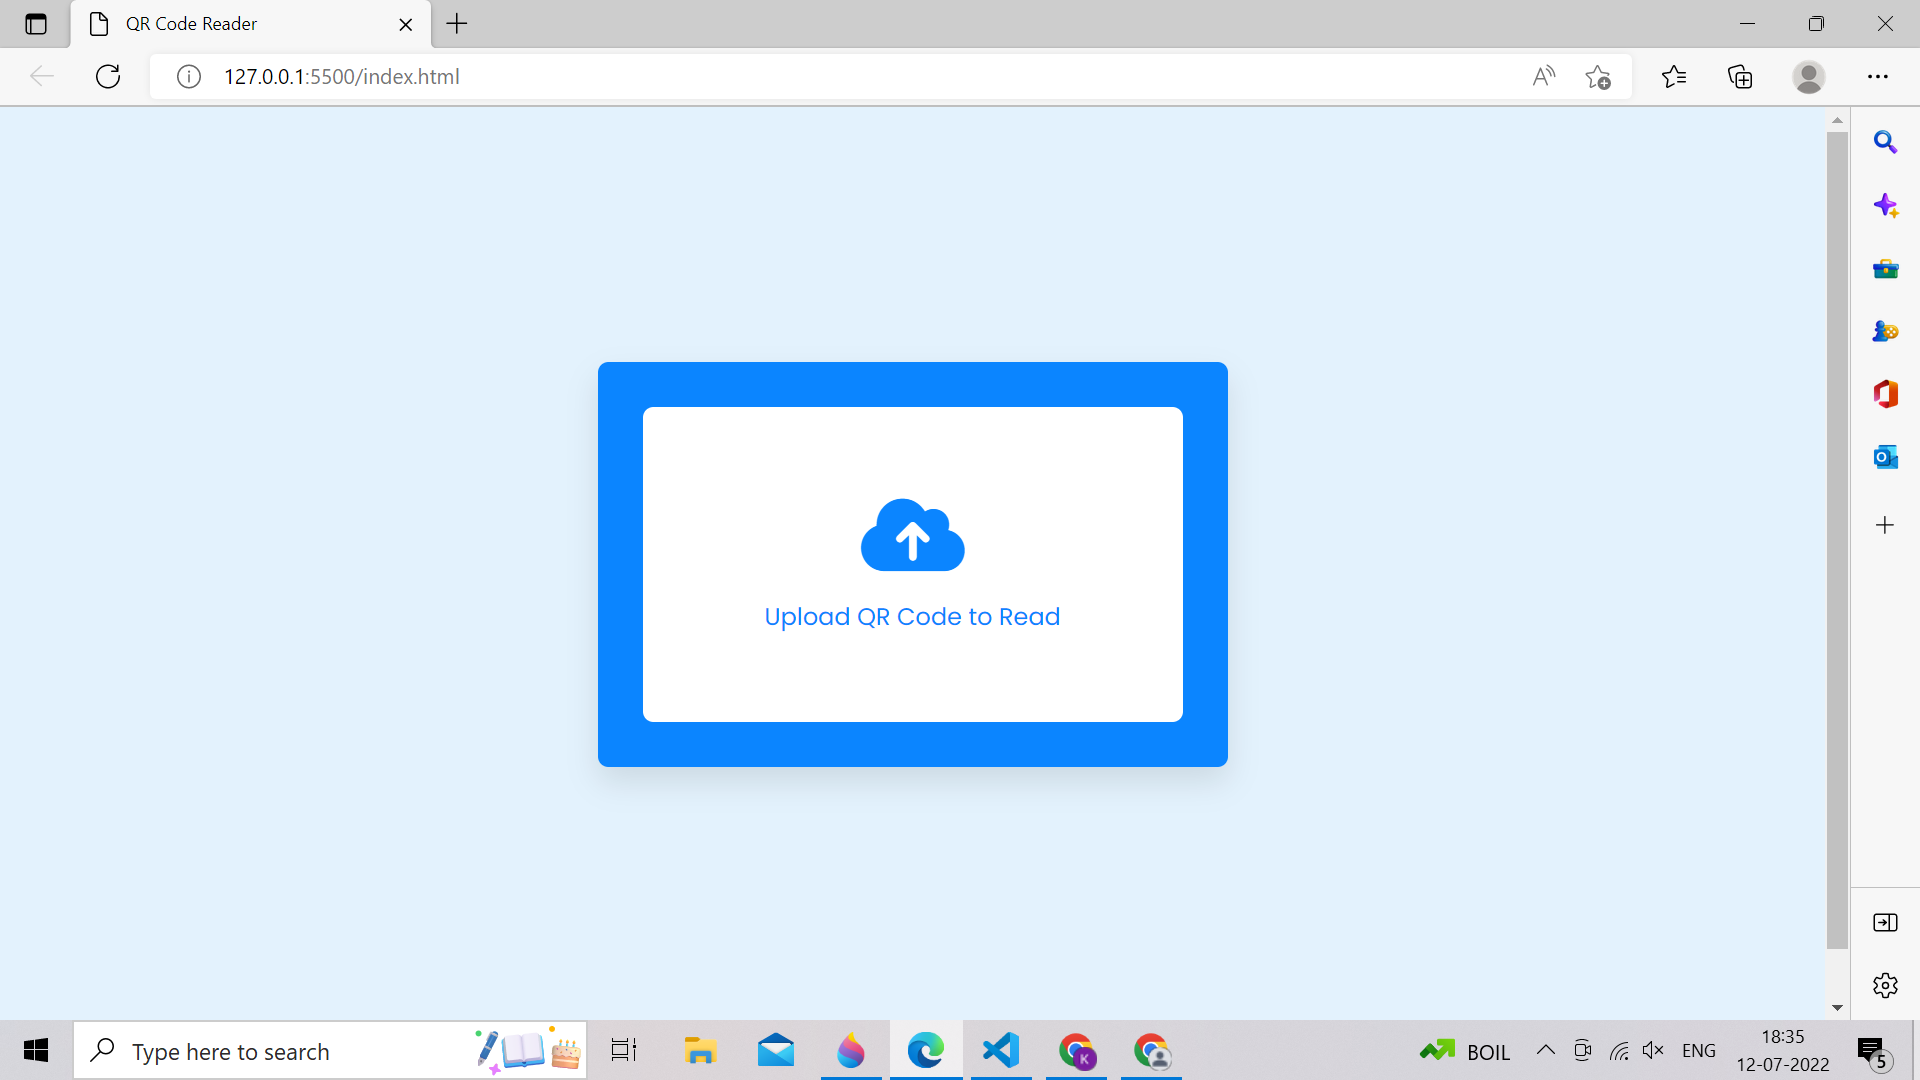 QR Code Reader
127.0.0.1:5500/index.html
Upload QR Code to Read
Type here to search
K
BOIL
ENG
18:35
12-07-2022
5